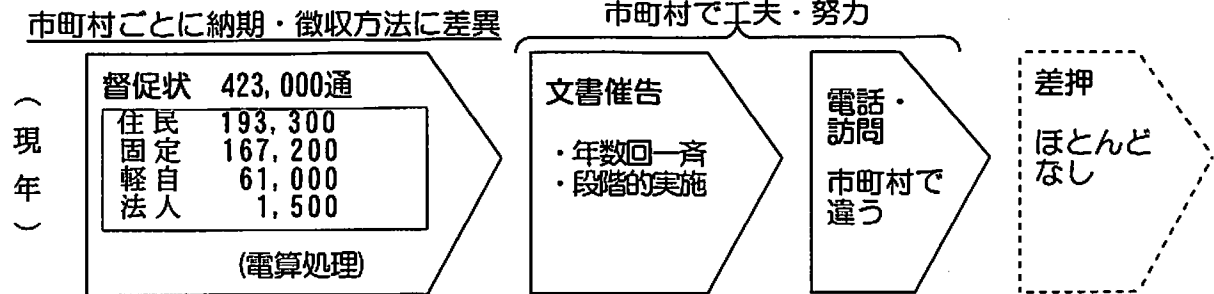 市町村ごとに納期・徴収方法に差異
市町村で工夫・努力
（現年）
督促状 423,000通
住民 193,300
固定 167,200
軽自 61,000
法人 1,500
(電算処理)
文書催告
・年数回一斉
・段階的実施
電話・
訪問
市町村で
違う
差押
ほとんど
なし